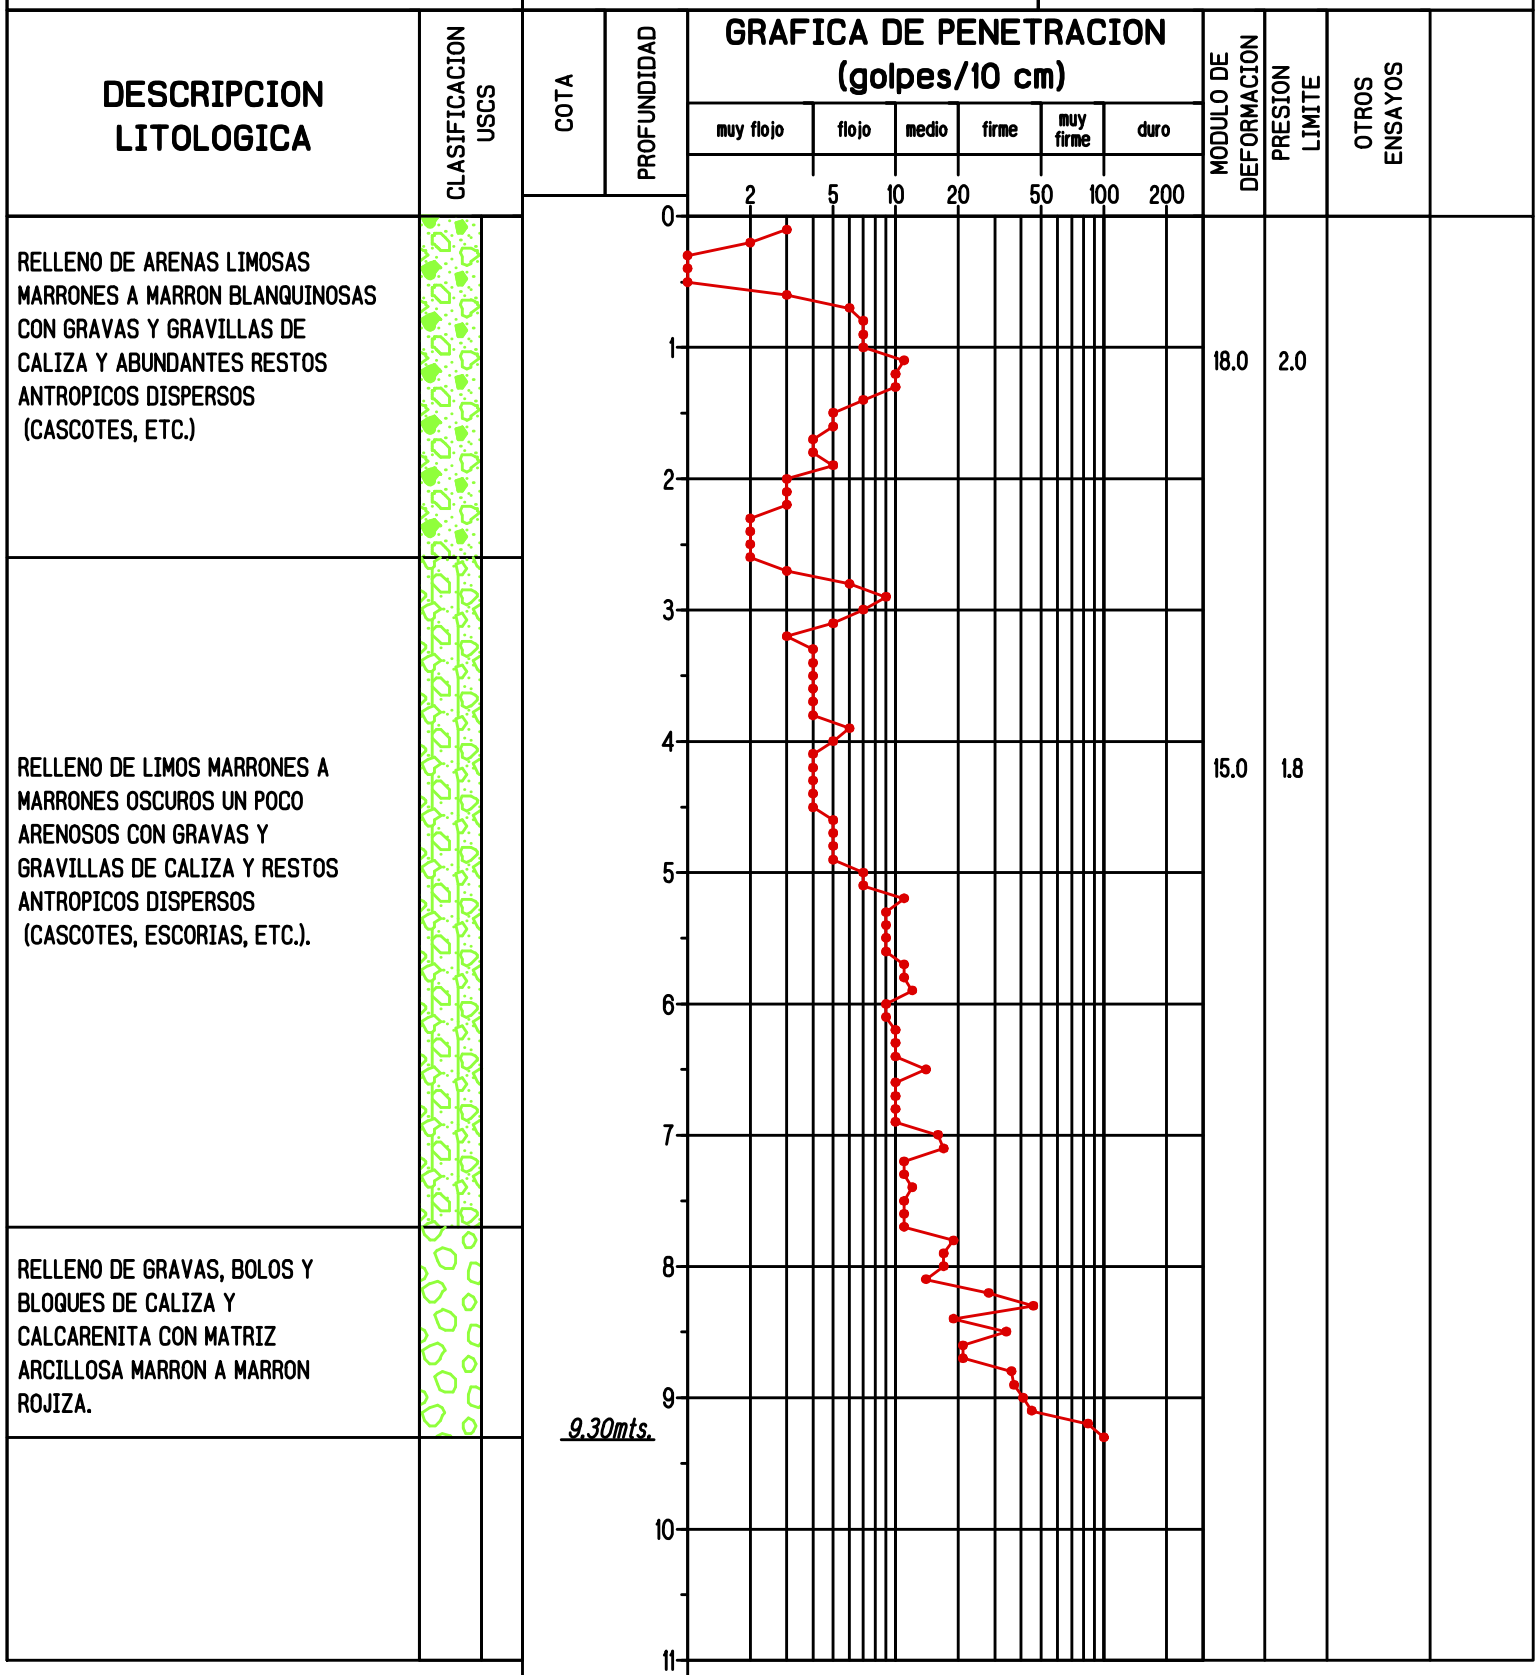 DESCRIPCION
LITOLOGICA
CLASIFICACION
USCS
COTA
PROFUNDIDAD
GRAFICA DE PENETRACION
(golpes/10 cm)
muy flojo
flojo
medio
firme
muy
firme
duro
2
5
10
20
50
100
200
MODULO DE
DEFORMACION
PRESION
LIMITE
OTROS
ENSAYOS
0
RELLENO DE ARENAS LIMOSAS
MARRONES A MARRON BLANQUINOSAS
CON GRAVAS Y GRAVILLAS DE
CALIZA Y ABUNDANTES RESTOS
ANTROPICOS DISPERSOS
(CASCOTES, ETC.)
1
18.0
2.0
2
3
4
RELLENO DE LIMOS MARRONES A
MARRONES OSCUROS UN POCO
ARENOSOS CON GRAVAS Y
GRAVILLAS DE CALIZA Y RESTOS
ANTROPICOS DISPERSOS
(CASCOTES, ESCORIAS, ETC.).
15.0
1.8
5
6
7
8
RELLENO DE GRAVAS, BOLOS Y
BLOQUES DE CALIZA Y
CALCARENITA CON MATRIZ
ARCILLOSA MARRON A MARRON
ROJIZA.
9
9.30mts.
10
11